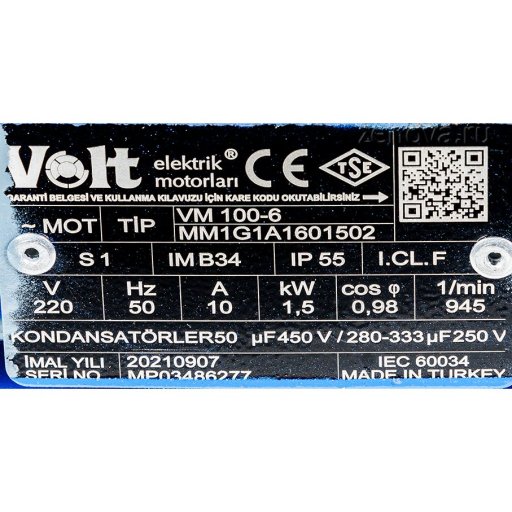 zenova.ru
Volt elektrik motorları ® CE TSE
GARANTİ BELGESİ VE KULLANMA KILAVUZU İÇİN KARE KODU OKUTABİLİRSİNİZ
~ MOT TİP VM 100-6
MM1G1A1601502
S 1 IM B34 IP 55 I.CL.F
V Hz A kW cos φ 1/min
220 50 10 1,5 0,98 945
KONDANSATÖRLER50 µF450 V / 280-333 µF250 V
İMAL YILI 20210907 IEC 60034
SERİ NO MP03486277 MADE IN TURKEY